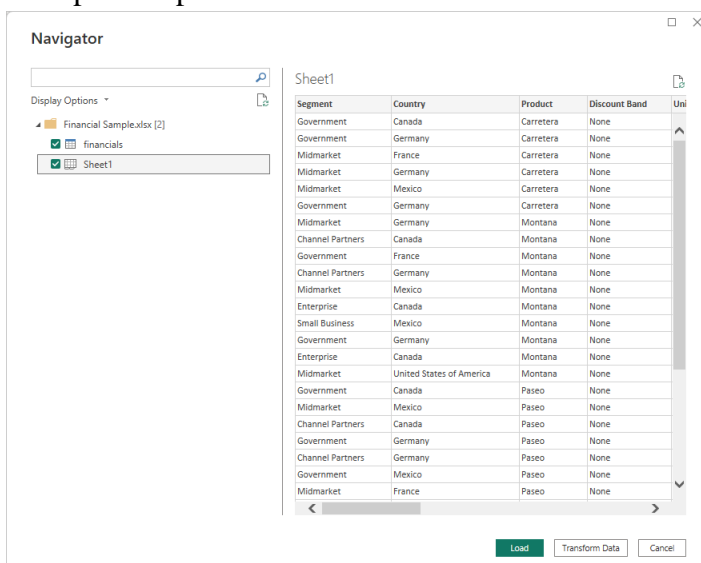 Navigator
Display Options
Financial Sample.xlsx [2]
financials
Sheet1
Sheet1
Segment Country Product Discount Band Uni
Government Canada Carretera None
Government Germany Carretera None
Midmarket France Carretera None
Midmarket Germany Carretera None
Midmarket Mexico Carretera None
Government Germany Carretera None
Midmarket Germany Montana None
Channel Partners Canada Montana None
Government France Montana None
Channel Partners Germany Montana None
Midmarket Mexico Montana None
Enterprise Canada Montana None
Small Business Mexico Montana None
Government Germany Montana None
Enterprise Canada Montana None
Midmarket United States of America Montana None
Government Canada Paseo None
Midmarket Mexico Paseo None
Channel Partners Canada Paseo None
Government Germany Paseo None
Channel Partners Germany Paseo None
Government Mexico Paseo None
Midmarket France Paseo None
Load Transform Data Cancel